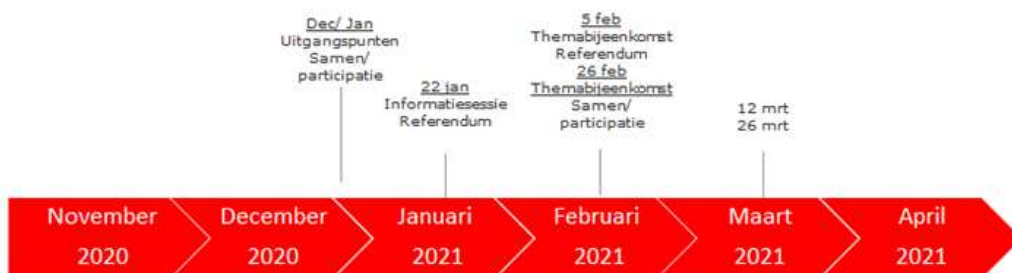 Dec/ Jan
Uitgangspunten
Samen/
participatie
22 jan
Informatiesessie
Referendum
5 feb
Themabijeenkomst
Referendum
26 feb
Themabijeenkomst
Samen/
participatie
12 mrt
26 mrt
November
2020
December
2020
Januari
2021
Februari
2021
Maart
2021
April
2021